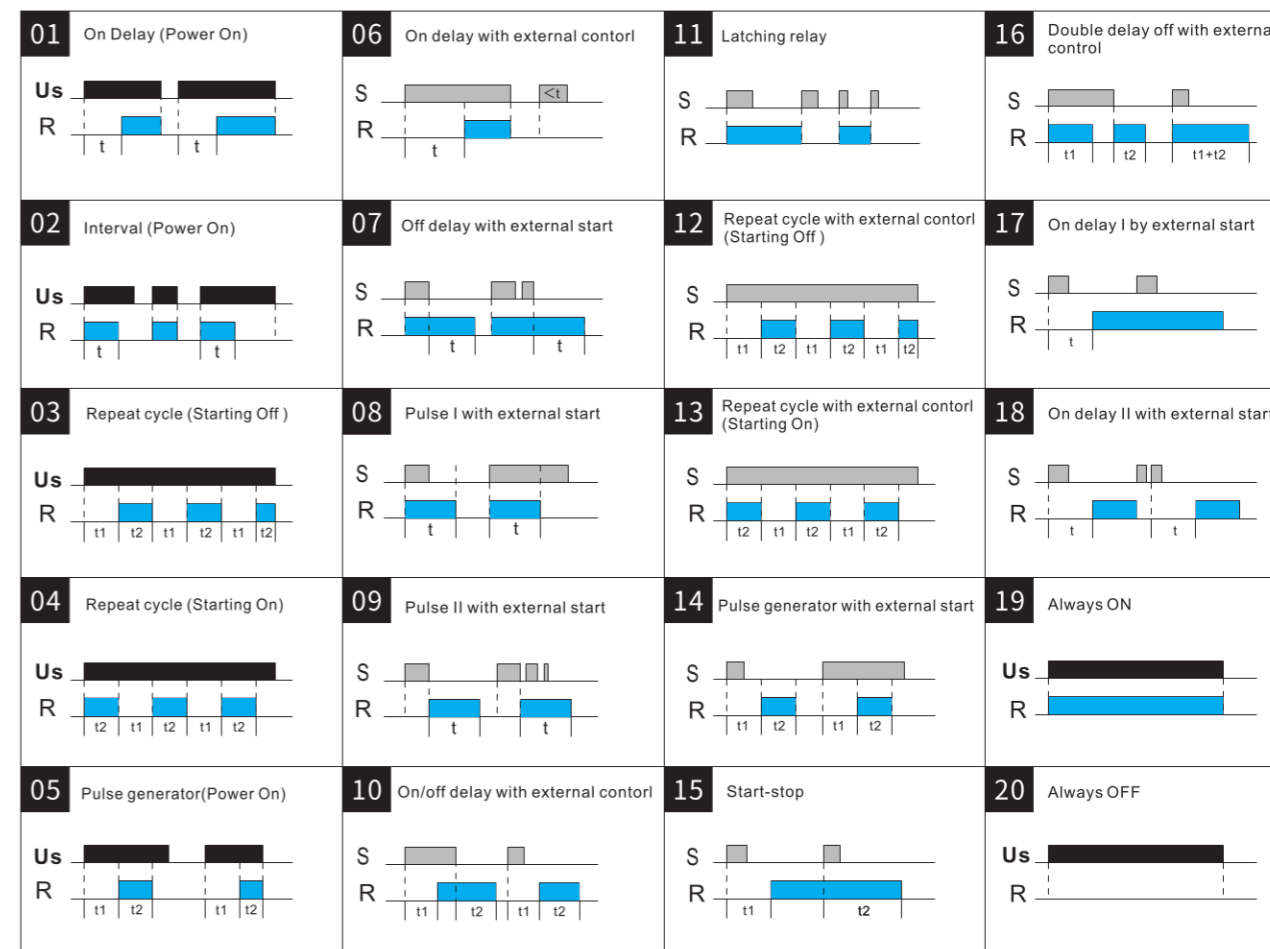 01
On Delay (Power On)
Us
R
t
t
06
On delay with external contorl
S
<t
R
t
11
Latching relay
S
R
16
Double delay off with externa
control
S
R
t1
t2
t1+t2
02
Interval (Power On)
Us
R
t
t
07
Off delay with external start
S
R
t
t
12
Repeat cycle with external contorl
(Starting Off )
S
R
t1
t2
t1
t2
t1
t2
17
On delay I by external start
S
R
t
03
Repeat cycle (Starting Off )
Us
R
t1
t2
t1
t2
t1
t2
08
Pulse I with external start
S
R
t
t
13
Repeat cycle with external contorl
(Starting On)
S
R
t2
t1
t2
t1
t2
18
On delay II with external start
S
R
t
t
04
Repeat cycle (Starting On)
Us
R
t2
t1
t2
t1
t2
09
Pulse II with external start
S
R
t
t
14
Pulse generator with external start
S
R
t1
t2
t1
t2
19
Always ON
Us
R
05
Pulse generator(Power On)
Us
R
t1
t2
t1
t2
10
On/off delay with external contorl
S
R
t1
t2
t1
t2
15
Start-stop
S
R
t1
t2
20
Always OFF
Us
R